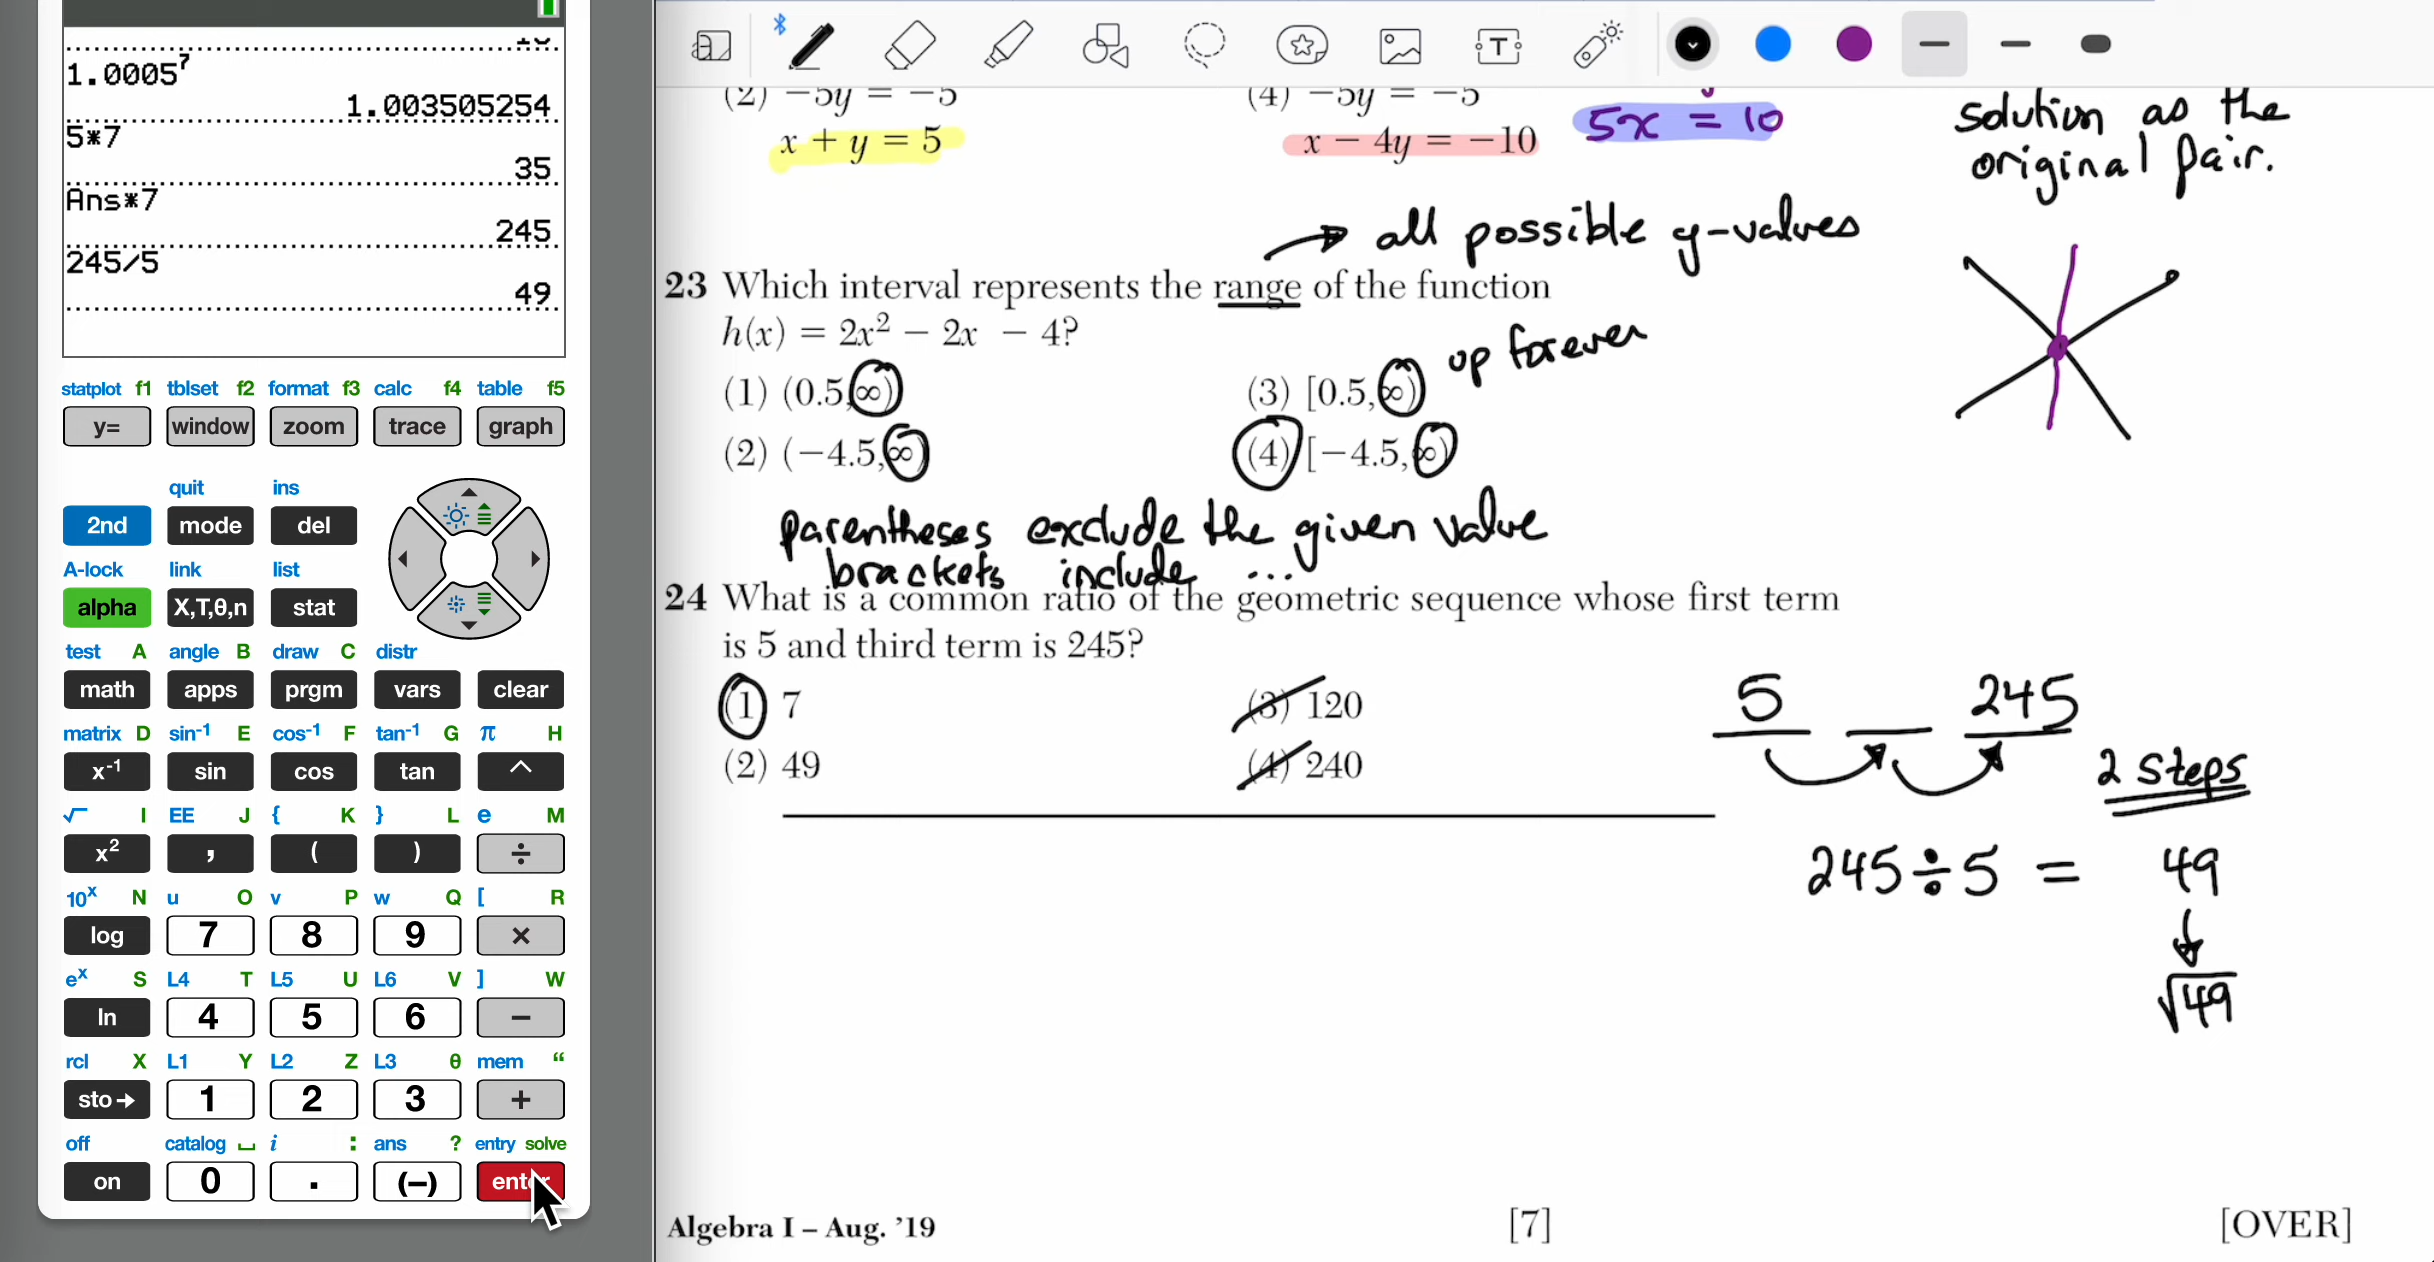 1.0005⁷
1.003505254
5*7
35
Ans*7
245
245/5
49
statplot f1 tblset f2 format f3 calc f4 table f5
y= window zoom trace graph
quit ins
2nd mode del
A-lock link list
alpha X,T,θ,n stat
test A angle B draw C distr
math apps prgm vars clear
matrix D sin⁻¹ E cos⁻¹ F tan⁻¹ G π H
x⁻¹ sin cos tan ^
√ I EE J { K } L e M
x² , ( ) ÷
10ˣ N u O v P w Q [ R
log 7 8 9 ×
eˣ S L4 T L5 U L6 V ] W
ln 4 5 6 −
rcl X L1 Y L2 Z L3 θ mem "
sto→ 1 2 3 +
off catalog ⎵ i : ans ? entry solve
on 0 . (−) enter
(2) −5y = −5 (4) −5y = −5
x + y = 5 x − 4y = −10
5x = 10
solution as the
original pair.
→ all possible y-values
23 Which interval represents the range of the function
h(x) = 2x² − 2x − 4?
(1) (0.5,∞) (3) [0.5,∞)
up forever
(2) (−4.5,∞) (4) [−4.5,∞)
parentheses exclude the given value
brackets include ...
24 What is a common ratio of the geometric sequence whose first term
is 5 and third term is 245?
(1) 7 (3) 120
(2) 49 (4) 240
5 __ 245
2 steps
245÷5 = 49
√49
Algebra I – Aug. ’19 [7] [OVER]